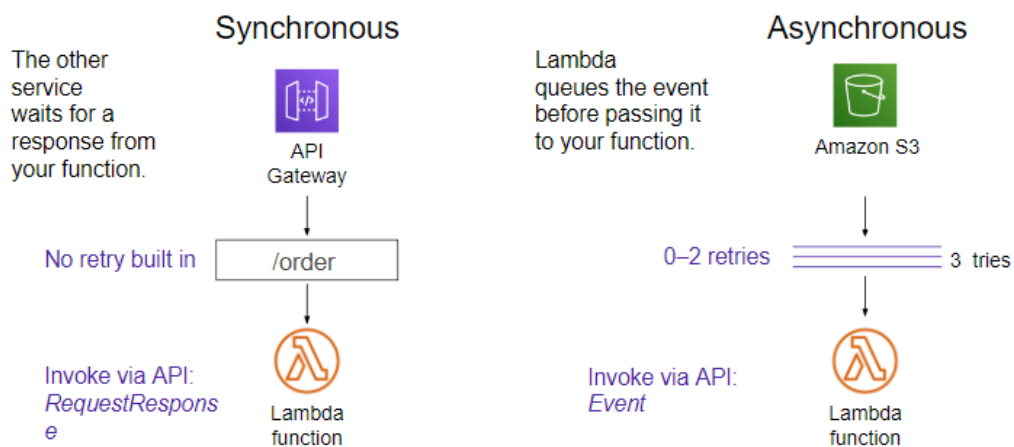 Synchronous
The other
service
waits for a
response from
your function.
API
Gateway
No retry built in
/order
Invoke via API:
RequestRespons
e
Lambda
function
Asynchronous
Lambda
queues the event
before passing it
to your function.
Amazon S3
0–2 retries
3 tries
Invoke via API:
Event
Lambda
function